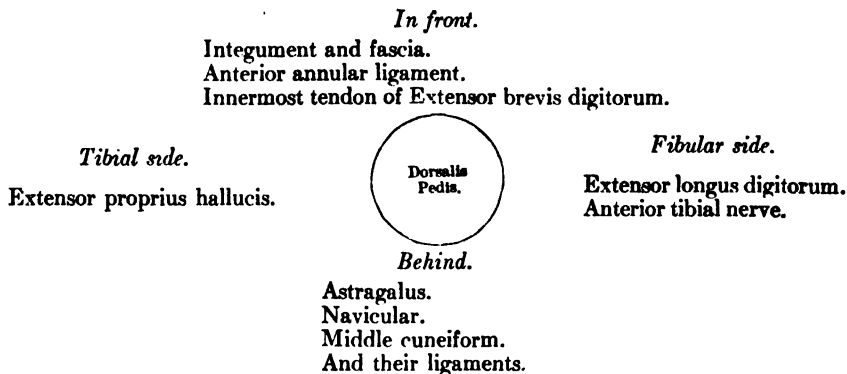 In front.
Integument and fascia.
Anterior annular ligament.
Innermost tendon of Extensor brevis digitorum.
Tibial side.
Extensor proprius hallucis.
Dorsalis
Pedis.
Fibular side.
Extensor longus digitorum.
Anterior tibial nerve.
Behind.
Astragalus.
Navicular.
Middle cuneiform.
And their ligaments.